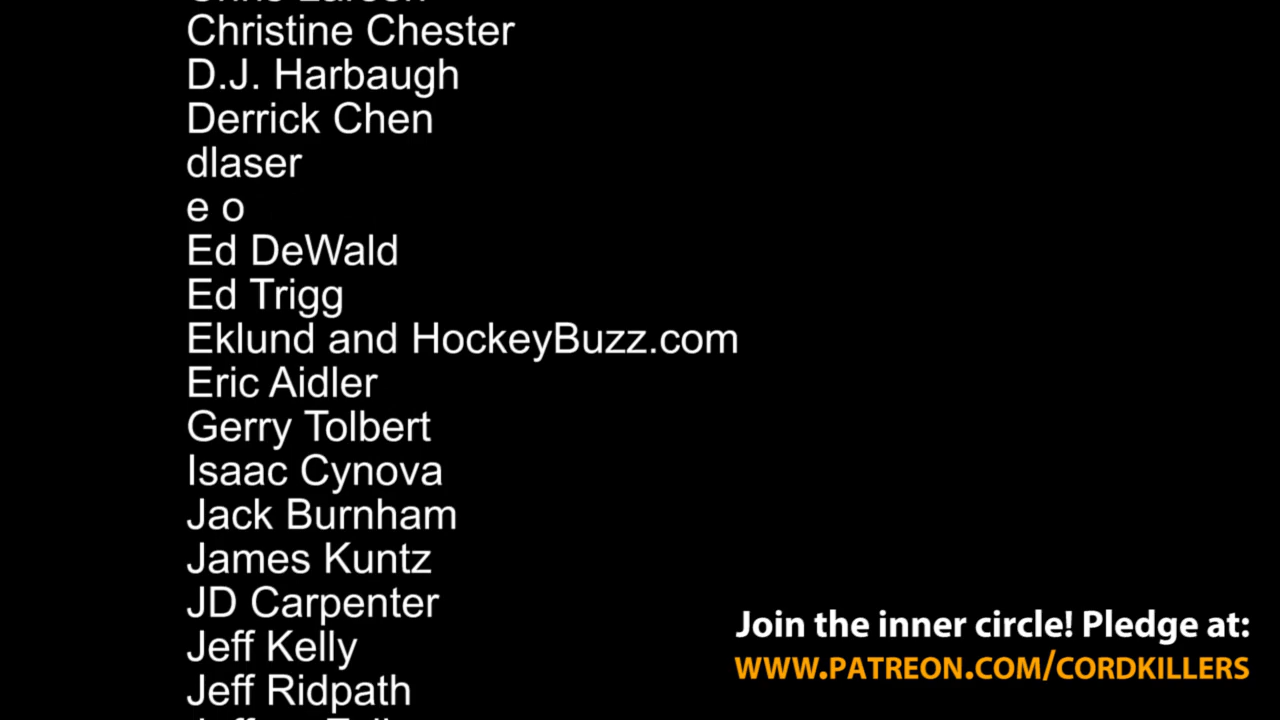 Christine Chester
D.J. Harbaugh
Derrick Chen
dlaser
e o
Ed DeWald
Ed Trigg
Eklund and HockeyBuzz.com
Eric Aidler
Gerry Tolbert
Isaac Cynova
Jack Burnham
James Kuntz
JD Carpenter
Jeff Kelly
Jeff Ridpath
Join the inner circle! Pledge at:
WWW.PATREON.COM/CORDKILLERS